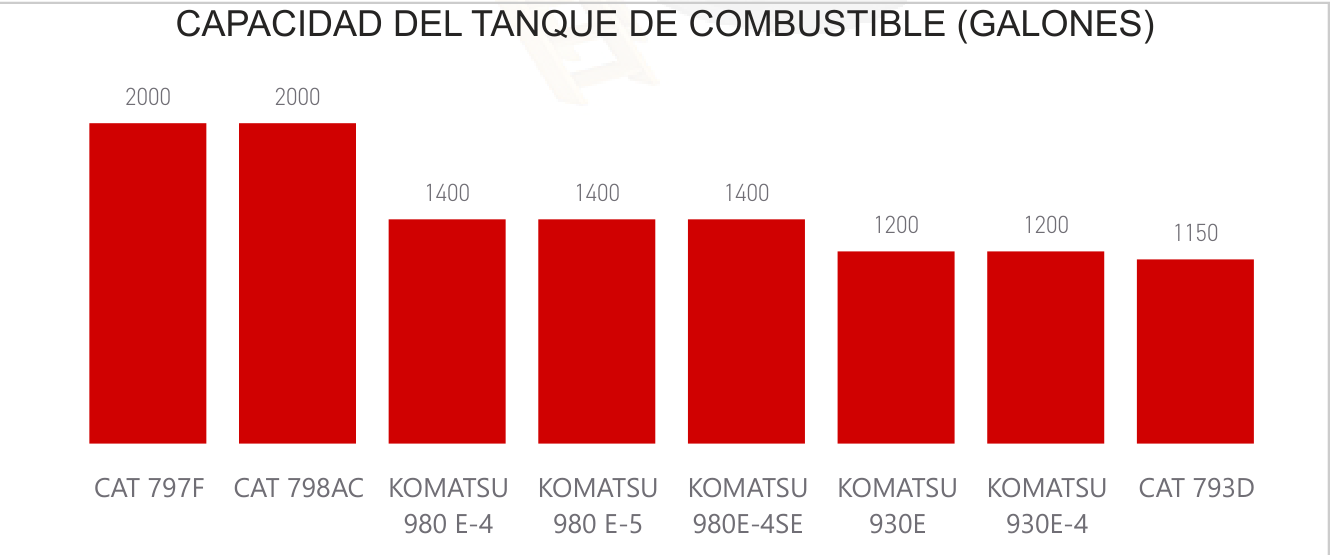 CAPACIDAD DEL TANQUE DE COMBUSTIBLE (GALONES)
2000
2000
1400
1400
1400
1200
1200
1150
CAT 797F
CAT 798AC
KOMATSU
980 E-4
KOMATSU
980 E-5
KOMATSU
980E-4SE
KOMATSU
930E
KOMATSU
930E-4
CAT 793D